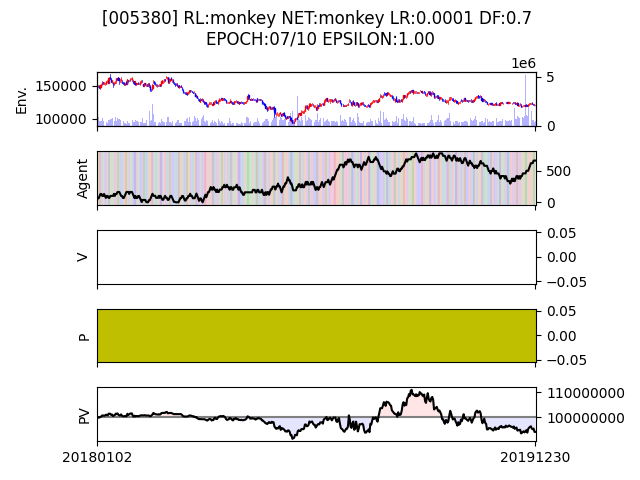 [005380] RL:monkey NET:monkey LR:0.0001 DF:0.7
EPOCH:07/10 EPSILON:1.00
1e6
Env.
150000
100000
5
0
Agent
500
0
V
0.05
0.00
−0.05
P
0.05
0.00
−0.05
PV
110000000
100000000
20180102
20191230